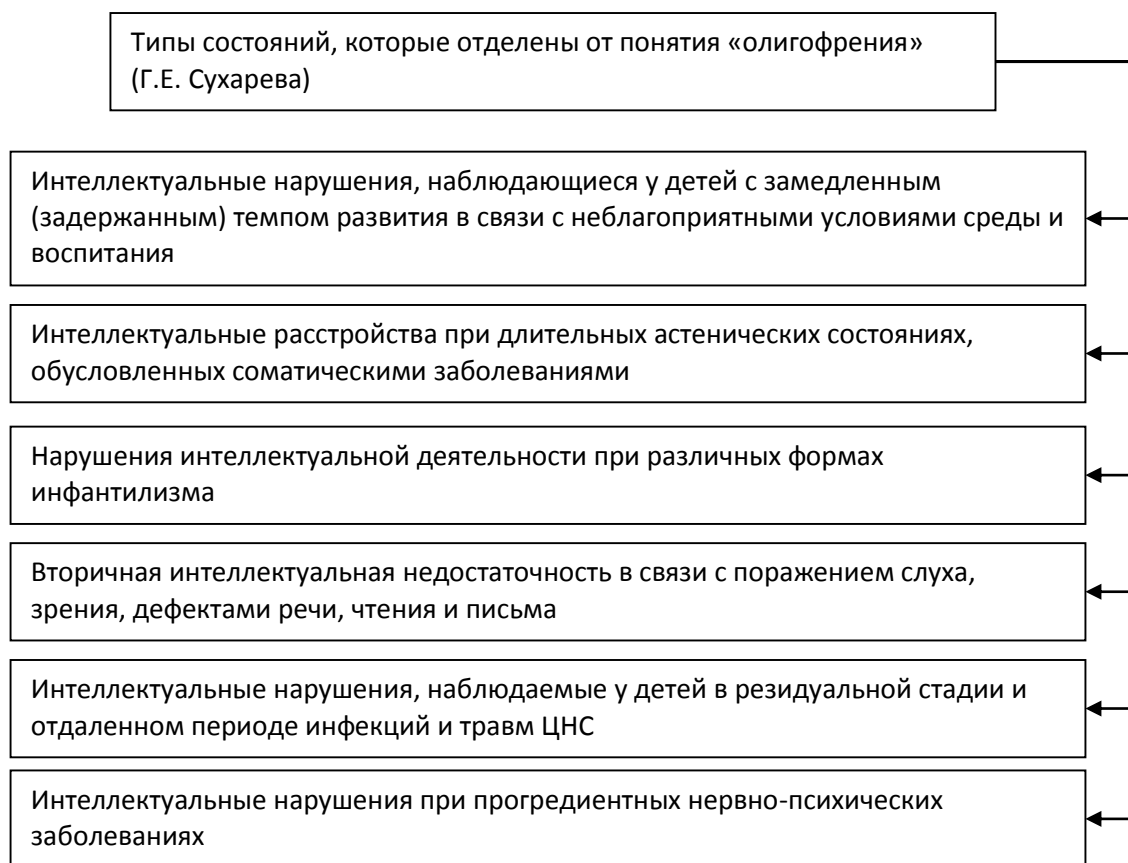 Типы состояний, которые отделены от понятия «олигофрения»
(Г.Е. Сухарева)
Интеллектуальные нарушения, наблюдающиеся у детей с замедленным
(задержанным) темпом развития в связи с неблагоприятными условиями среды и
воспитания
Интеллектуальные расстройства при длительных астенических состояниях,
обусловленных соматическими заболеваниями
Нарушения интеллектуальной деятельности при различных формах
инфантилизма
Вторичная интеллектуальная недостаточность в связи с поражением слуха,
зрения, дефектами речи, чтения и письма
Интеллектуальные нарушения, наблюдаемые у детей в резидуальной стадии и
отдаленном периоде инфекций и травм ЦНС
Интеллектуальные нарушения при прогредиентных нервно-психических
заболеваниях